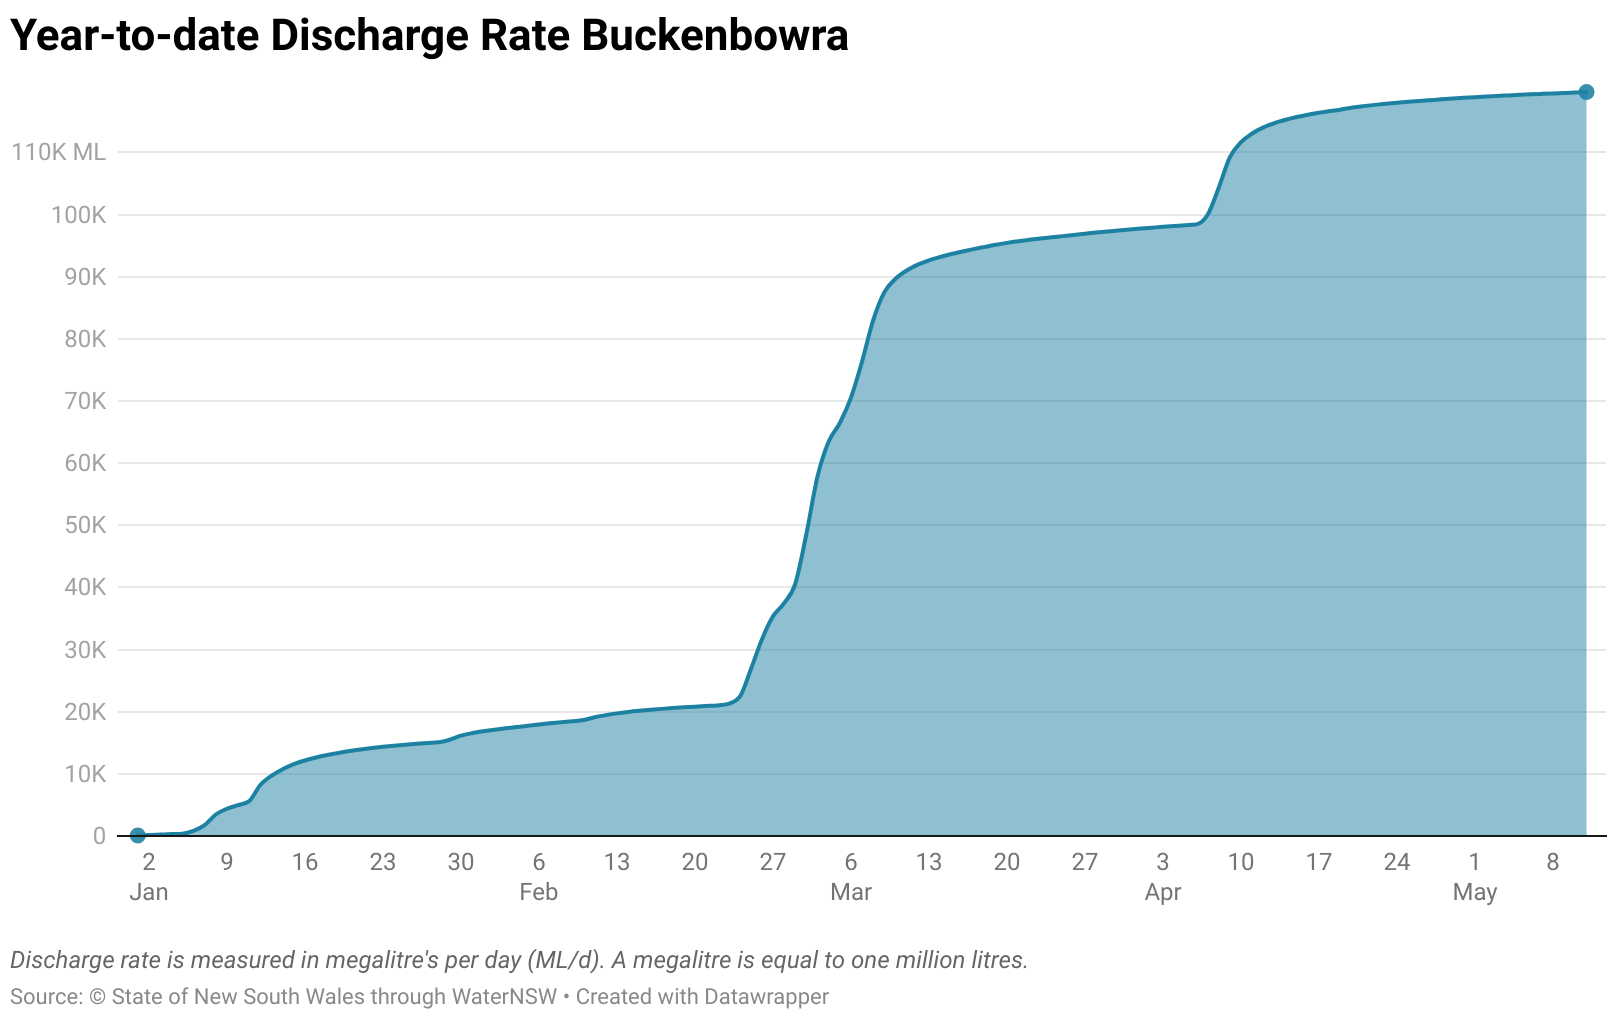 Year-to-date Discharge Rate Buckenbowra
110K ML
100K
90K
80K
70K
60K
50K
40K
30K
20K
10K
0
2 9 16 23 30 6 13 20 27 6 13 20 27 3 10 17 24 1 8
Jan Feb Mar Apr May
Discharge rate is measured in megalitre's per day (ML/d). A megalitre is equal to one million litres.
Source: © State of New South Wales through WaterNSW • Created with Datawrapper